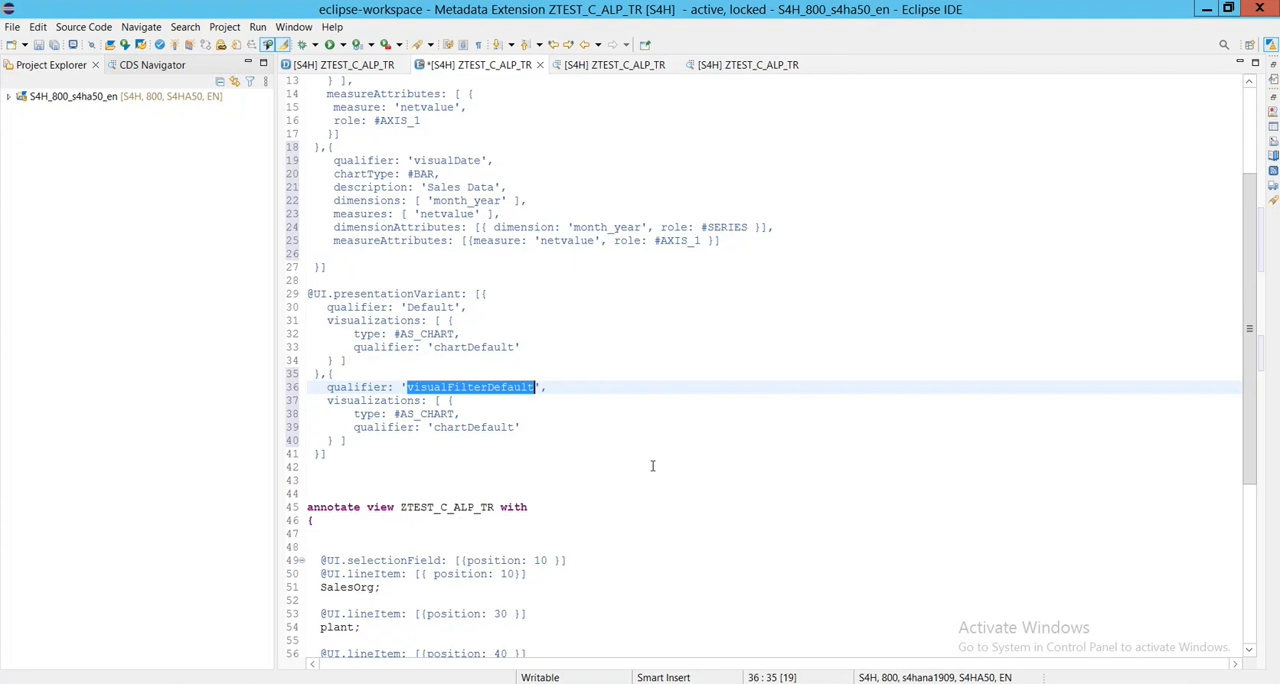 eclipse-workspace - Metadata Extension ZTEST_C_ALP_TR [S4H] - active, locked - S4H_800_s4ha50_en - Eclipse IDE
File Edit Source Code Navigate Search Project Run Window Help
Project Explorer CDS Navigator [S4H] ZTEST_C_ALP_TR *[S4H] ZTEST_C_ALP_TR [S4H] ZTEST_C_ALP_TR [S4H] ZTEST_C_ALP_TR
S4H_800_s4ha50_en [S4H, 800, S4HA50, EN]
13 } ],
14 measureAttributes: [ {
15 measure: 'netvalue',
16 role: #AXIS_1
17 }]
18 },{
19 qualifier: 'visualDate',
20 chartType: #BAR,
21 description: 'Sales Data',
22 dimensions: [ 'month_year' ],
23 measures: [ 'netvalue' ],
24 dimensionAttributes: [{ dimension: 'month_year', role: #SERIES }],
25 measureAttributes: [{measure: 'netvalue', role: #AXIS_1 }]
26
27 }]
28
29 @UI.presentationVariant: [{
30 qualifier: 'Default',
31 visualizations: [ {
32 type: #AS_CHART,
33 qualifier: 'chartDefault'
34 } ]
35 },{
36 qualifier: 'visualFilterDefault',
37 visualizations: [ {
38 type: #AS_CHART,
39 qualifier: 'chartDefault'
40 } ]
41 }]
42
43
44
45 annotate view ZTEST_C_ALP_TR with
46 {
47
48
49 @UI.selectionField: [{position: 10 }]
50 @UI.lineItem: [{ position: 10}]
51 SalesOrg;
52
53 @UI.lineItem: [{position: 30 }]
54 plant;
55
56 @UI.lineItem: [{position: 40 }]
Activate Windows
Go to System in Control Panel to activate Windows.
Writable Smart Insert 36 : 35 [19] S4H, 800, s4hana1909, S4HA50, EN